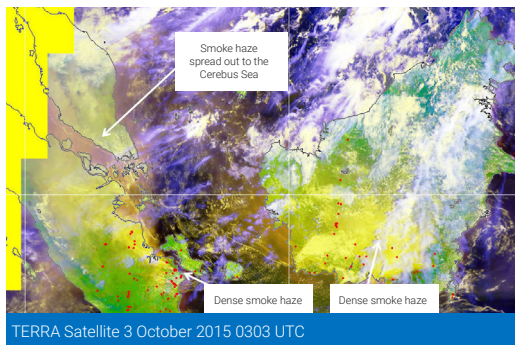 Smoke haze
spread out to the
Cerebus Sea
Dense smoke haze
Dense smoke haze
TERRA Satellite 3 October 2015 0303 UTC